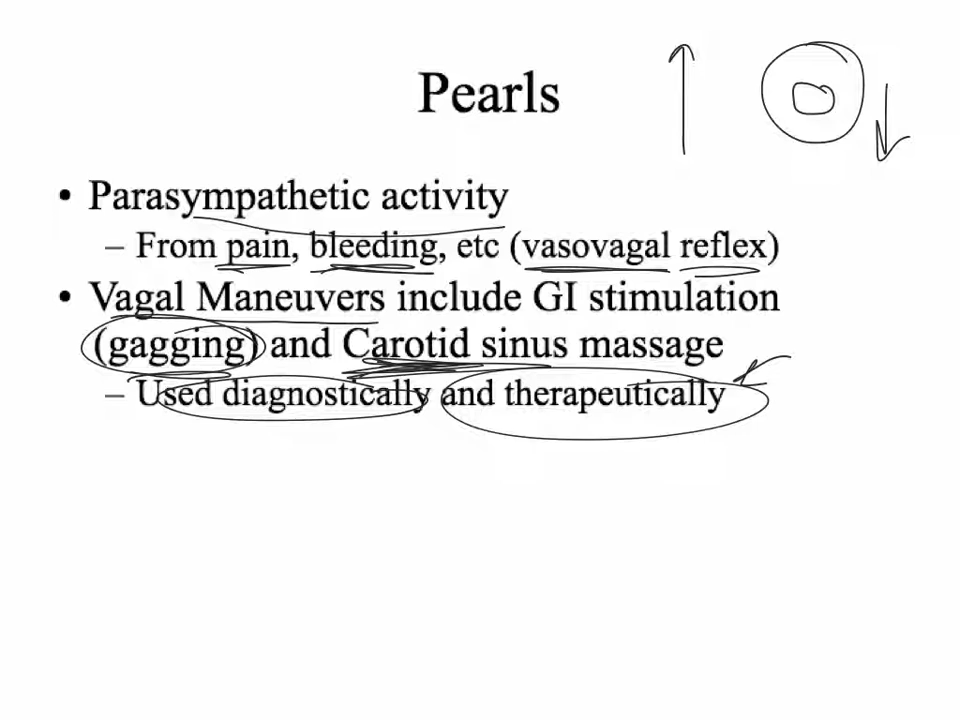 Pearls
• Parasympathetic activity
– From pain, bleeding, etc (vasovagal reflex)
• Vagal Maneuvers include GI stimulation
(gagging) and Carotid sinus massage
– Used diagnostically and therapeutically